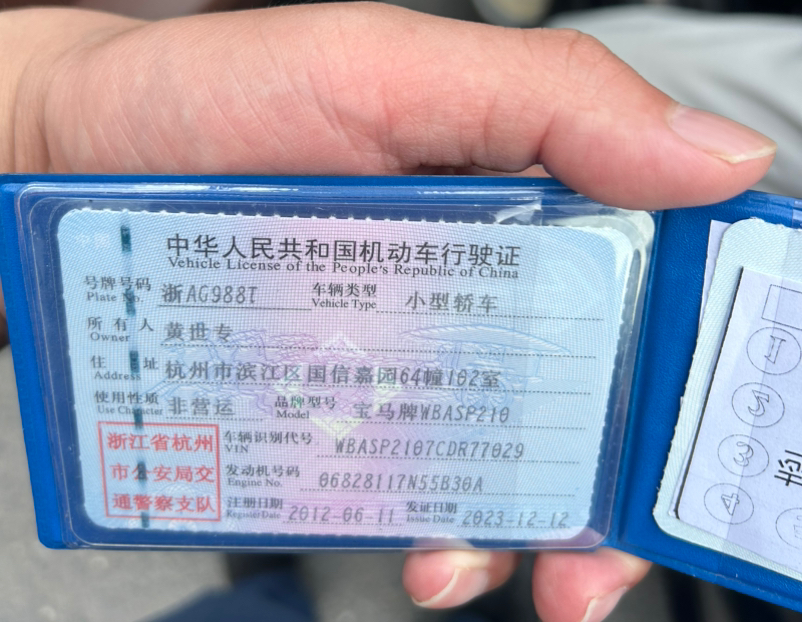 中华人民共和国机动车行驶证
Vehicle License of the People's Republic of China
号牌号码 Plate No. 浙AG988T 车辆类型 Vehicle Type 小型轿车
所有人 Owner 黄世专
住址 Address 杭州市滨江区国信嘉园64幢102室
使用性质 Use Character 非营运 品牌型号 Model 宝马牌WBASP210
浙江省杭州
市公安局交
通警察支队
车辆识别代号 VIN WBASP2107CDR77029
发动机号码 Engine No. 06828117N55B30A
注册日期 Register Date 2012-06-11 发证日期 Issue Date 2023-12-12
4
3